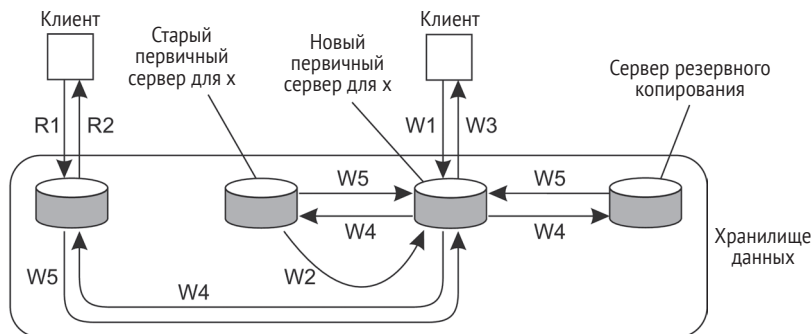 Клиент
Старый
первичный
сервер для x
Новый
первичный
сервер для x
Клиент
Сервер резервного
копирования
R1
R2
W1
W3
W5
W5
W4
W4
W2
W5
W4
Хранилище
данных